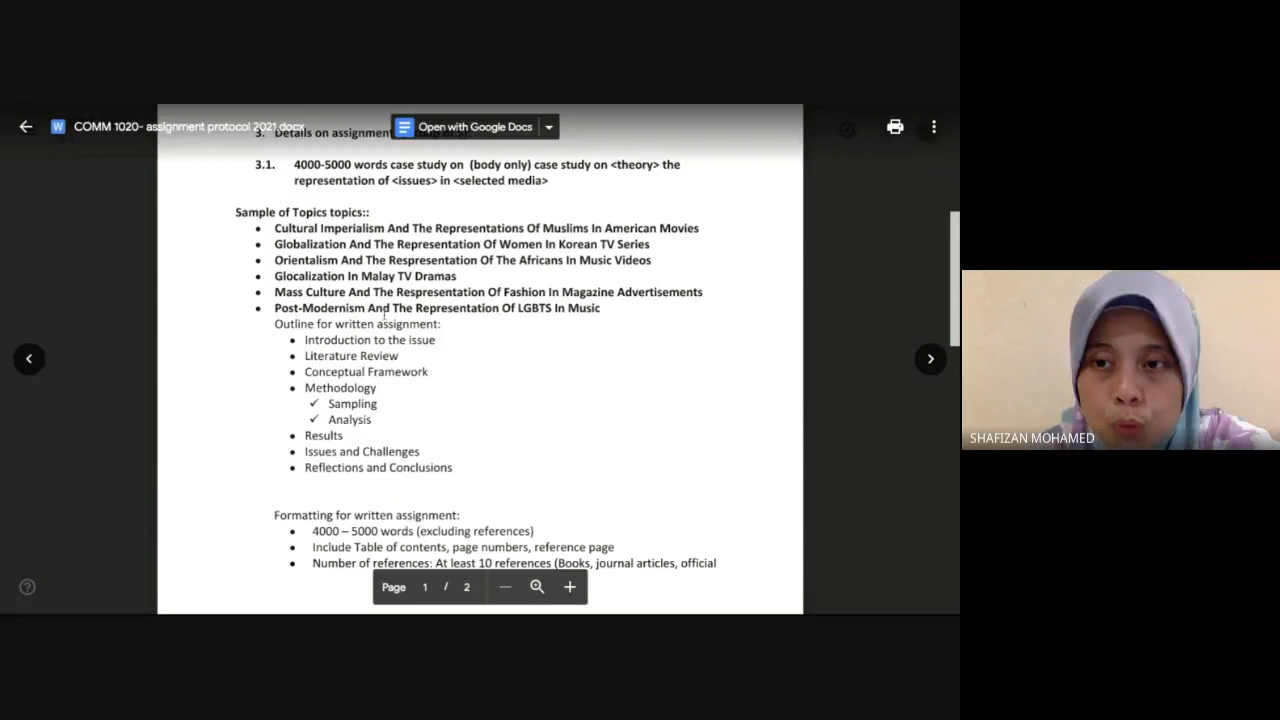 COMM 1020- assignment protocol 2021.docx
Open with Google Docs
3. Details on assignment
3.1. 4000-5000 words case study on (body only) case study on <theory> the
representation of <issues> in <selected media>
Sample of Topics topics::
• Cultural Imperialism And The Representations Of Muslims In American Movies
• Globalization And The Representation Of Women In Korean TV Series
• Orientalism And The Respresentation Of The Africans In Music Videos
• Glocalization In Malay TV Dramas
• Mass Culture And The Respresentation Of Fashion In Magazine Advertisements
• Post-Modernism And The Representation Of LGBTS In Music
Outline for written assignment:
• Introduction to the issue
• Literature Review
• Conceptual Framework
• Methodology
✓ Sampling
✓ Analysis
• Results
• Issues and Challenges
• Reflections and Conclusions
Formatting for written assignment:
• 4000 – 5000 words (excluding references)
• Include Table of contents, page numbers, reference page
• Number of references: At least 10 references (Books, journal articles, official
Page 1 / 2
SHAFIZAN MOHAMED